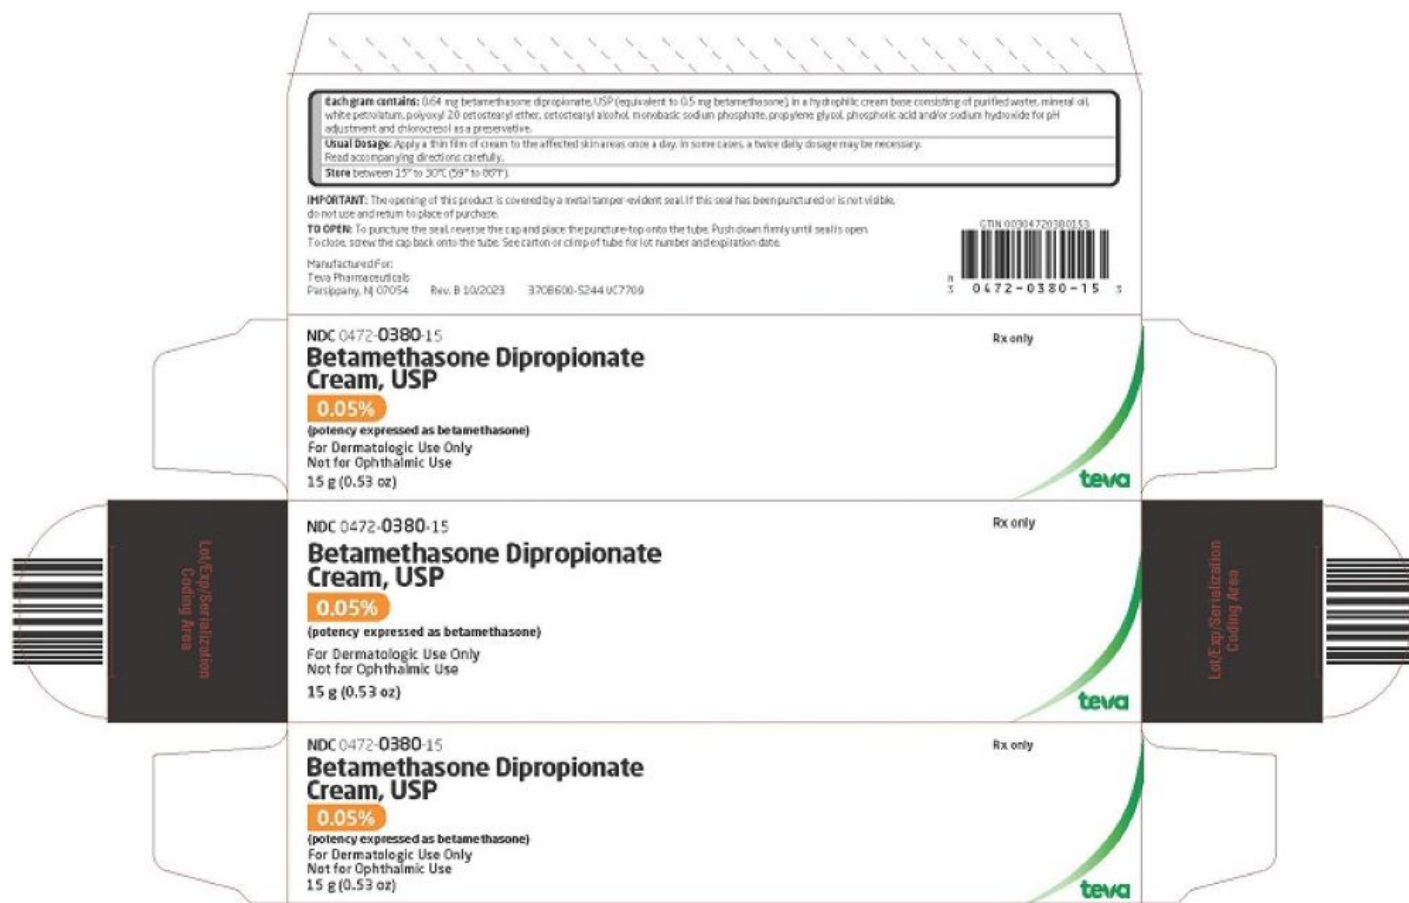 Each gram contains: 0.64 mg betamethasone dipropionate, USP (equivalent to 0.5 mg betamethasone), in a hydrophilic cream base consisting of purified water, mineral oil,
white petrolatum, polyoxyl 20 cetostearyl ether, cetostearyl alcohol, monobasic sodium phosphate, propylene glycol, phosphoric acid and/or sodium hydroxide for pH
adjustment and chlorocresol as a preservative.
Usual Dosage: Apply a thin film of cream to the affected skin areas once a day. In some cases, a twice daily dosage may be necessary.
Read accompanying directions carefully.
Store between 15° to 30°C (59° to 86°F).
IMPORTANT: The opening of this product is covered by a metal tamper-evident seal. If this seal has been punctured or is not visible,
do not use and return to place of purchase.
TO OPEN: To puncture the seal, reverse the cap and place the puncture-top onto the tube. Push down firmly until seal is open.
To close, screw the cap back onto the tube. See carton or crimp of tube for lot number and expiration date.
Manufactured For:
Teva Pharmaceuticals
Parsippany, NJ 07054 Rev. B 10/2023 370B600-5244 UC7709
GTIN 00304720380153
N
3 0472-0380-15 3
NDC 0472-0380-15
Rx only
Betamethasone Dipropionate
Cream, USP
0.05%
(potency expressed as betamethasone)
For Dermatologic Use Only
Not for Ophthalmic Use
15 g (0.53 oz)
teva
Lot/Exp/Serialization
Coding Area
NDC 0472-0380-15
Rx only
Betamethasone Dipropionate
Cream, USP
0.05%
(potency expressed as betamethasone)
For Dermatologic Use Only
Not for Ophthalmic Use
15 g (0.53 oz)
teva
Lot/Exp/Serialization
Coding Area
NDC 0472-0380-15
Rx only
Betamethasone Dipropionate
Cream, USP
0.05%
(potency expressed as betamethasone)
For Dermatologic Use Only
Not for Ophthalmic Use
15 g (0.53 oz)
teva